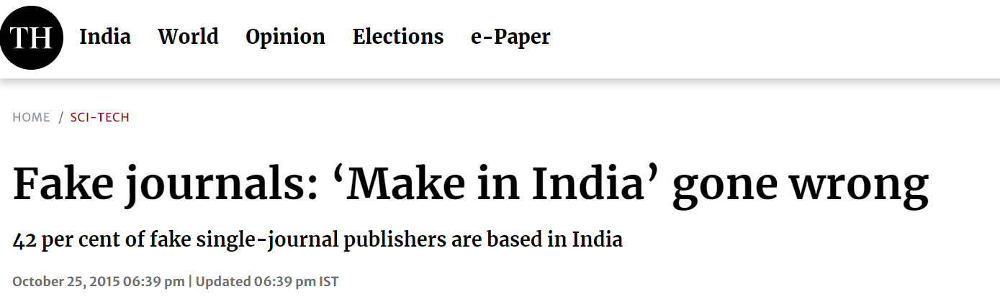 TH India World Opinion Elections e-Paper
HOME / SCI-TECH
Fake journals: ‘Make in India’ gone wrong
42 per cent of fake single-journal publishers are based in India
October 25, 2015 06:39 pm | Updated 06:39 pm IST